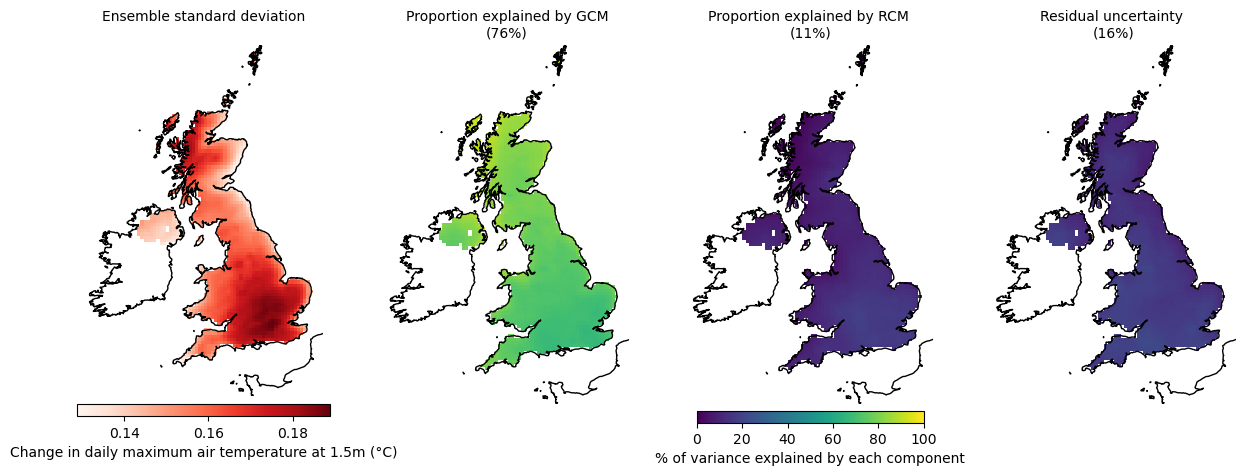 Ensemble standard deviation
Proportion explained by GCM
(76%)
Proportion explained by RCM
(11%)
Residual uncertainty
(16%)
0.14 0.16 0.18
Change in daily maximum air temperature at 1.5m (°C)
0 20 40 60 80 100
% of variance explained by each component